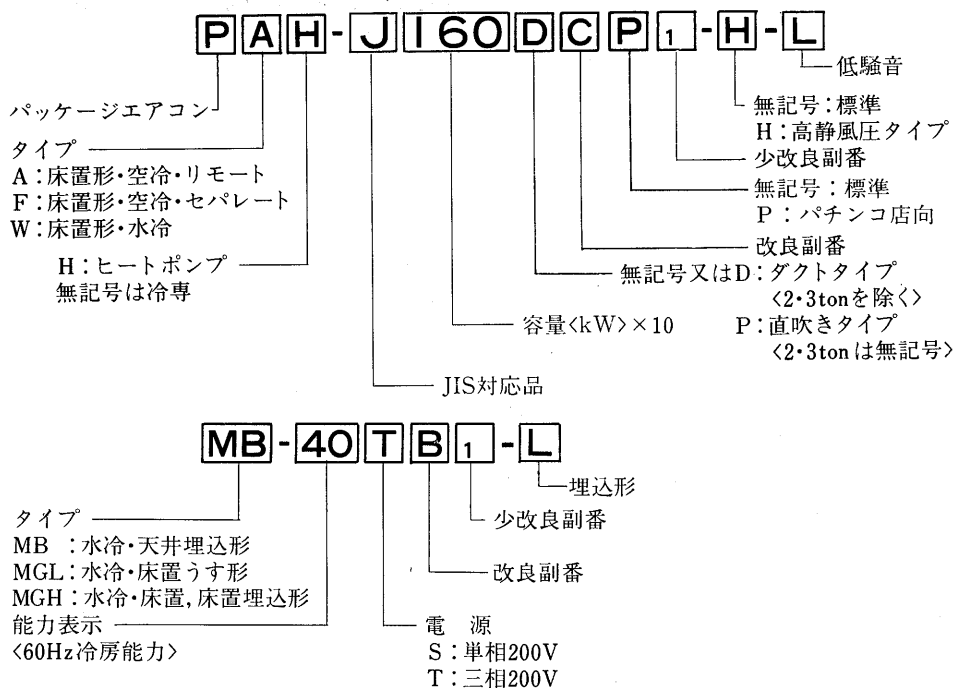 PAH-J160DCP1-H-L
低騒音
パッケージエアコン
無記号：標準
H：高静風圧タイプ
タイプ
A：床置形・空冷・リモート
F：床置形・空冷・セパレート
W：床置形・水冷
少改良副番
無記号：標準
P：パチンコ店向
改良副番
H：ヒートポンプ
無記号は冷専
無記号又はD：ダクトタイプ
<2・3tonを除く>
P：直吹きタイプ
<2・3tonは無記号>
容量<kW>×10
JIS対応品
MB-40TB1-L
埋込形
タイプ
MB：水冷・天井埋込形
MGL：水冷・床置うす形
MGH：水冷・床置,床置埋込形
少改良副番
改良副番
能力表示
<60Hz冷房能力>
電 源
S：単相200V
T：三相200V